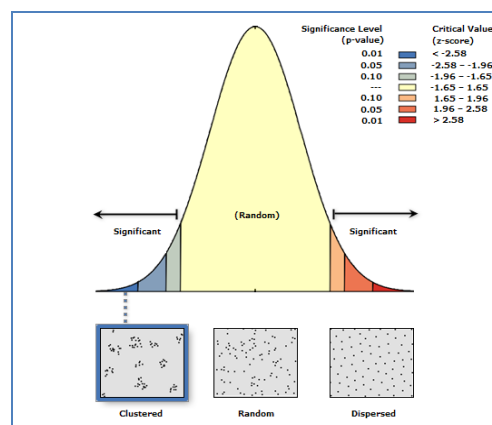 Significance Level Critical Value
(p-value) (z-score)
0.01 < -2.58
0.05 -2.58 – -1.96
0.10 -1.96 – -1.65
--- -1.65 – 1.65
0.10 1.65 – 1.96
0.05 1.96 – 2.58
0.01 > 2.58
(Random)
Significant Significant
Clustered Random Dispersed